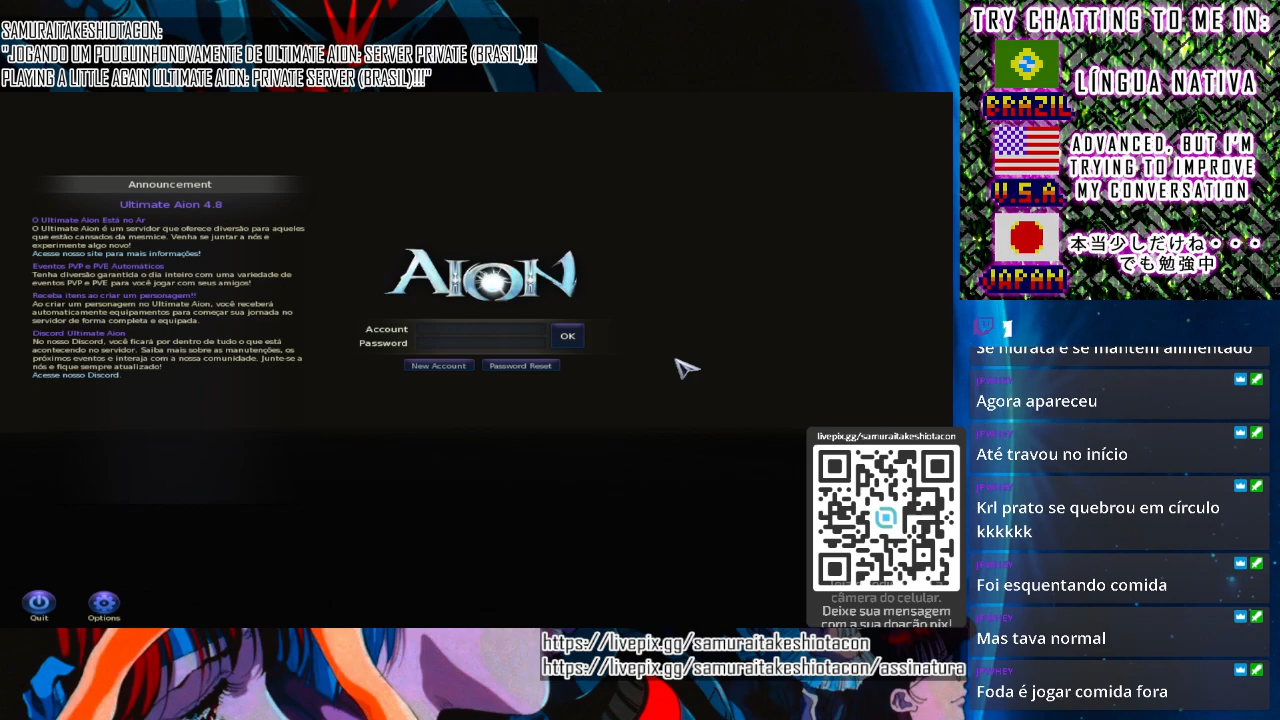 SAMURAITAKESHIOTACON:
"JOGANDO UM POUQUINHONOVAMENTE DE ULTIMATE AION: SERVER PRIVATE (BRASIL)!!!
PLAYING A LITTLE AGAIN ULTIMATE AION: PRIVATE SERVER (BRASIL)!!!"
TRY CHATTING TO ME IN:
LÍNGUA NATIVA
BRAZIL
ADVANCED, BUT I'M
TRYING TO IMPROVE
MY CONVERSATION
U.S.A.
本当少しだけね・・・
でも勉強中
JAPAN
Announcement
Ultimate Aion 4.8
O Ultimate Aion Está no Ar
O Ultimate Aion é um servidor que oferece diversão para aqueles
que estão cansados da mesmice. Venha se juntar a nós e
experimente algo novo!
Acesse nosso site para mais informações!
Eventos PVP e PVE Automáticos
Tenha diversão garantida o dia inteiro com uma variedade de
eventos PVP e PVE para você jogar com seus amigos!
Receba itens ao criar um personagem!!
Ao criar um personagem no Ultimate Aion, você receberá
automaticamente equipamentos para começar sua jornada no
servidor de forma completa e equipada.
Discord Ultimate Aion
No nosso Discord, você ficará por dentro de tudo o que está
acontecendo no servidor. Saiba mais sobre as manutenções, os
próximos eventos e interaja com a nossa comunidade. Junte-se a
nós e fique sempre atualizado!
Acesse nosso Discord.
AION
Account
Password
OK
New Account
Password Reset
Quit
Options
livepix.gg/samuraitakeshiotacon
câmera do celular.
Deixe sua mensagem
com a sua doação pix!
https://livepix.gg/samuraitakeshiotacon
https://livepix.gg/samuraitakeshiotacon/assinatura
Se hidrata e se mantém alimentado
Agora apareceu
Até travou no início
Krl prato se quebrou em círculo
kkkkkk
Foi esquentando comida
Mas tava normal
Foda é jogar comida fora